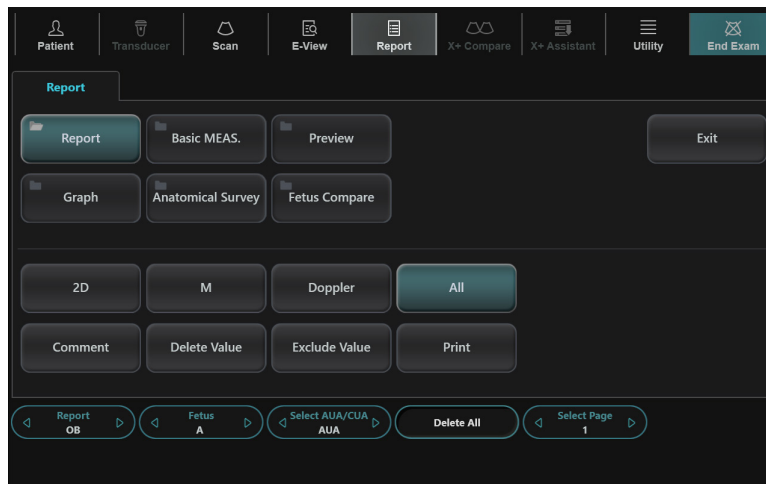 Patient
Transducer
Scan
E-View
Report
X+ Compare
X+ Assistant
Utility
End Exam
Report
Report
Basic MEAS.
Preview
Exit
Graph
Anatomical Survey
Fetus Compare
2D
M
Doppler
All
Comment
Delete Value
Exclude Value
Print
Report
OB
Fetus
A
Select AUA/CUA
AUA
Delete All
Select Page
1